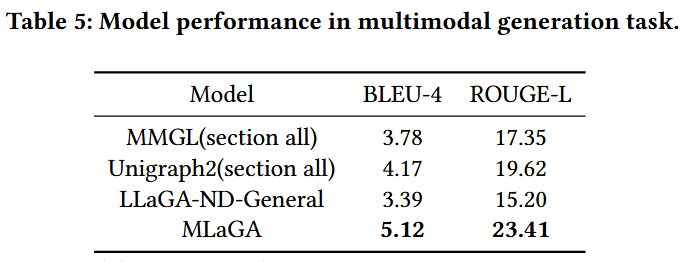 Table 5: Model performance in multimodal generation task.
Model BLEU-4 ROUGE-L
MMGL(section all) 3.78 17.35
Unigraph2(section all) 4.17 19.62
LLaGA-ND-General 3.39 15.20
MLaGA 5.12 23.41